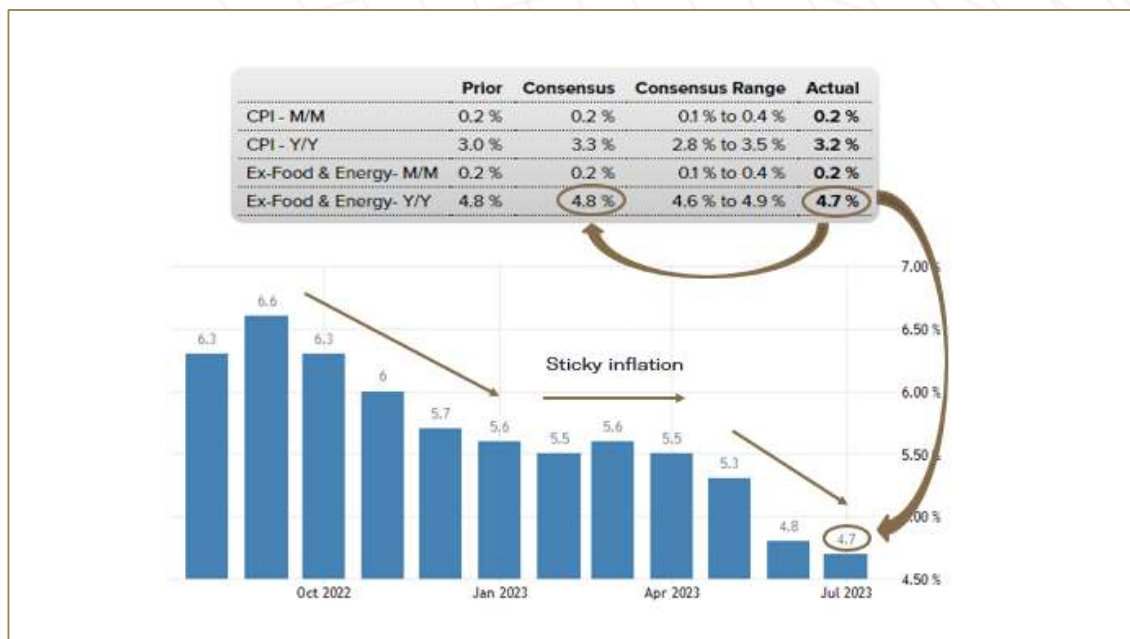 Prior Consensus Consensus Range Actual
CPI - M/M 0.2 % 0.2 % 0.1 % to 0.4 % 0.2 %
CPI - Y/Y 3.0 % 3.3 % 2.8 % to 3.5 % 3.2 %
Ex-Food & Energy- M/M 0.2 % 0.2 % 0.1 % to 0.4 % 0.2 %
Ex-Food & Energy- Y/Y 4.8 % 4.8 % 4.6 % to 4.9 % 4.7 %
7.00 %
6.6
6.50 %
6.3 6.3
Sticky inflation
6.00 %
6
5.7 5.6 5.5 5.6 5.5
5.50 %
5.3
.00 %
4.8 4.7
4.50 %
Oct 2022 Jan 2023 Apr 2023 Jul 2023